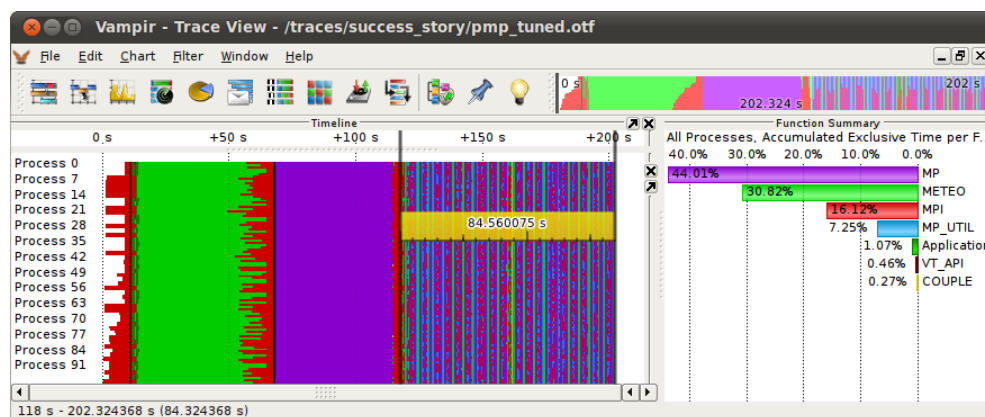 Vampir - Trace View - /traces/success_story/pmp_tuned.otf
File Edit Chart Filter Window Help
0 s 202.324 s 202 s
Timeline
0 s +50 s +100 s +150 s +200 s
Process 0
Process 7
Process 14
Process 21
Process 28
Process 35
Process 42
Process 49
Process 56
Process 63
Process 70
Process 77
Process 84
Process 91
84.560075 s
Function Summary
All Processes, Accumulated Exclusive Time per F..
40.0% 30.0% 20.0% 10.0% 0.0%
44.01% MP
30.82% METEO
16.12% MPI
7.25% MP_UTIL
1.07% Application
0.46% VT_API
0.27% COUPLE
118 s - 202.324368 s (84.324368 s)